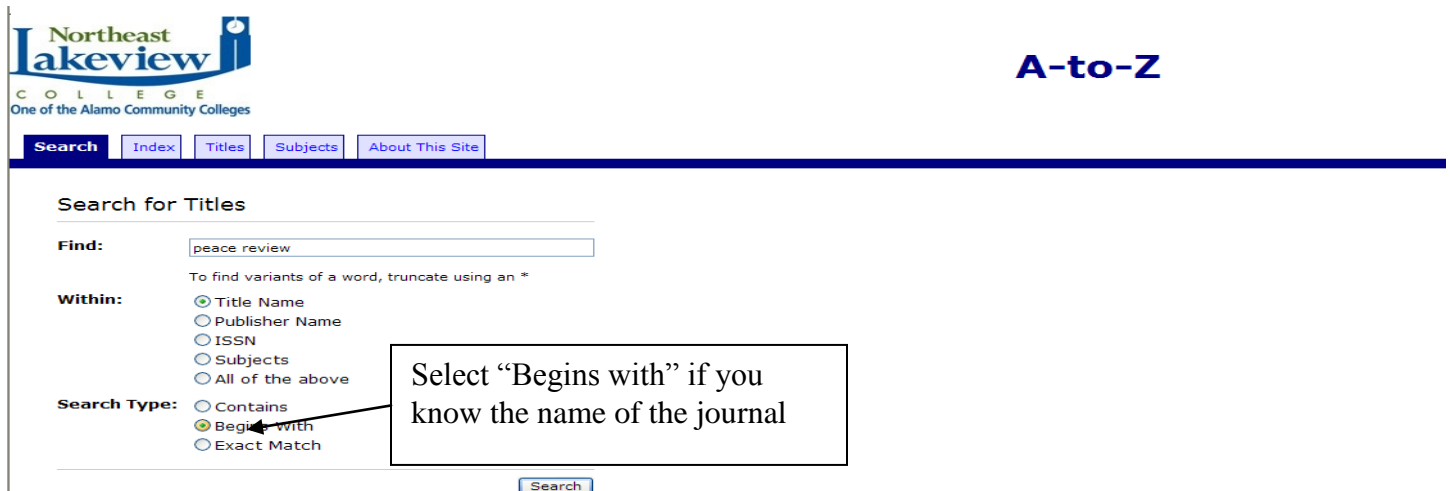 Northeast
Lakeview
COLLEGE
One of the Alamo Community Colleges
A-to-Z
Search Index Titles Subjects About This Site
Search for Titles
Find: peace review
To find variants of a word, truncate using an *
Within: Title Name
Publisher Name
ISSN
Subjects
All of the above
Search Type: Contains
Begins With
Exact Match
Select “Begins with” if you
know the name of the journal
Search